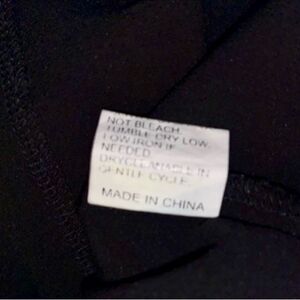 NOT BLEACH
TUMBLE DRY LOW
LOW IRON IF
NEEDED
DRYCLEANABLE IN
GENTLE CYCLE
MADE IN CHINA